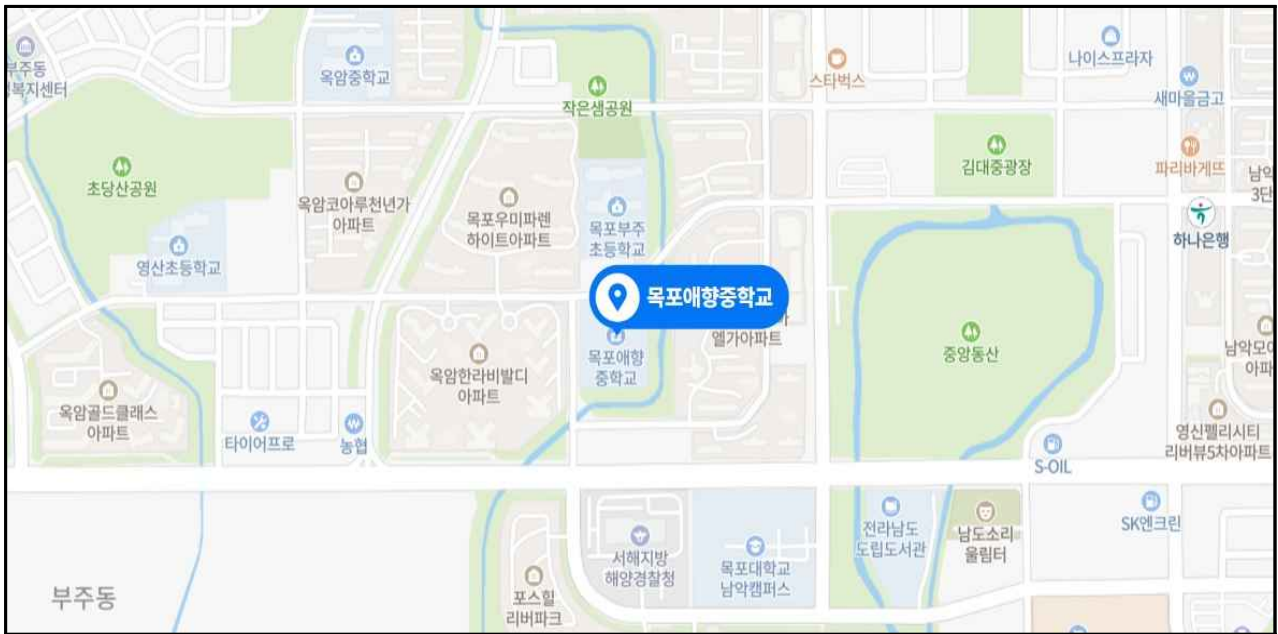 부주동
복지센터
옥암중학교
작은샘공원
스타벅스
나이스프라자
새마을금고
초당산공원
옥암코아루천년가
아파트
목포우미파렌
하이트아파트
목포부주
초등학교
김대중광장
파리바게뜨
남악
3단
하나은행
영산초등학교
목포애향중학교
엘가아파트
목포애향
중학교
중앙동산
남악모아
아파
옥암한라비발디
아파트
옥암골드클래스
아파트
타이어프로
농협
영신펠리시티
리버뷰5차아파트
S-OIL
SK엔크린
전라남도
도립도서관
남도소리
울림터
서해지방
해양경찰청
목포대학교
남악캠퍼스
포스힐
리버파크
부주동